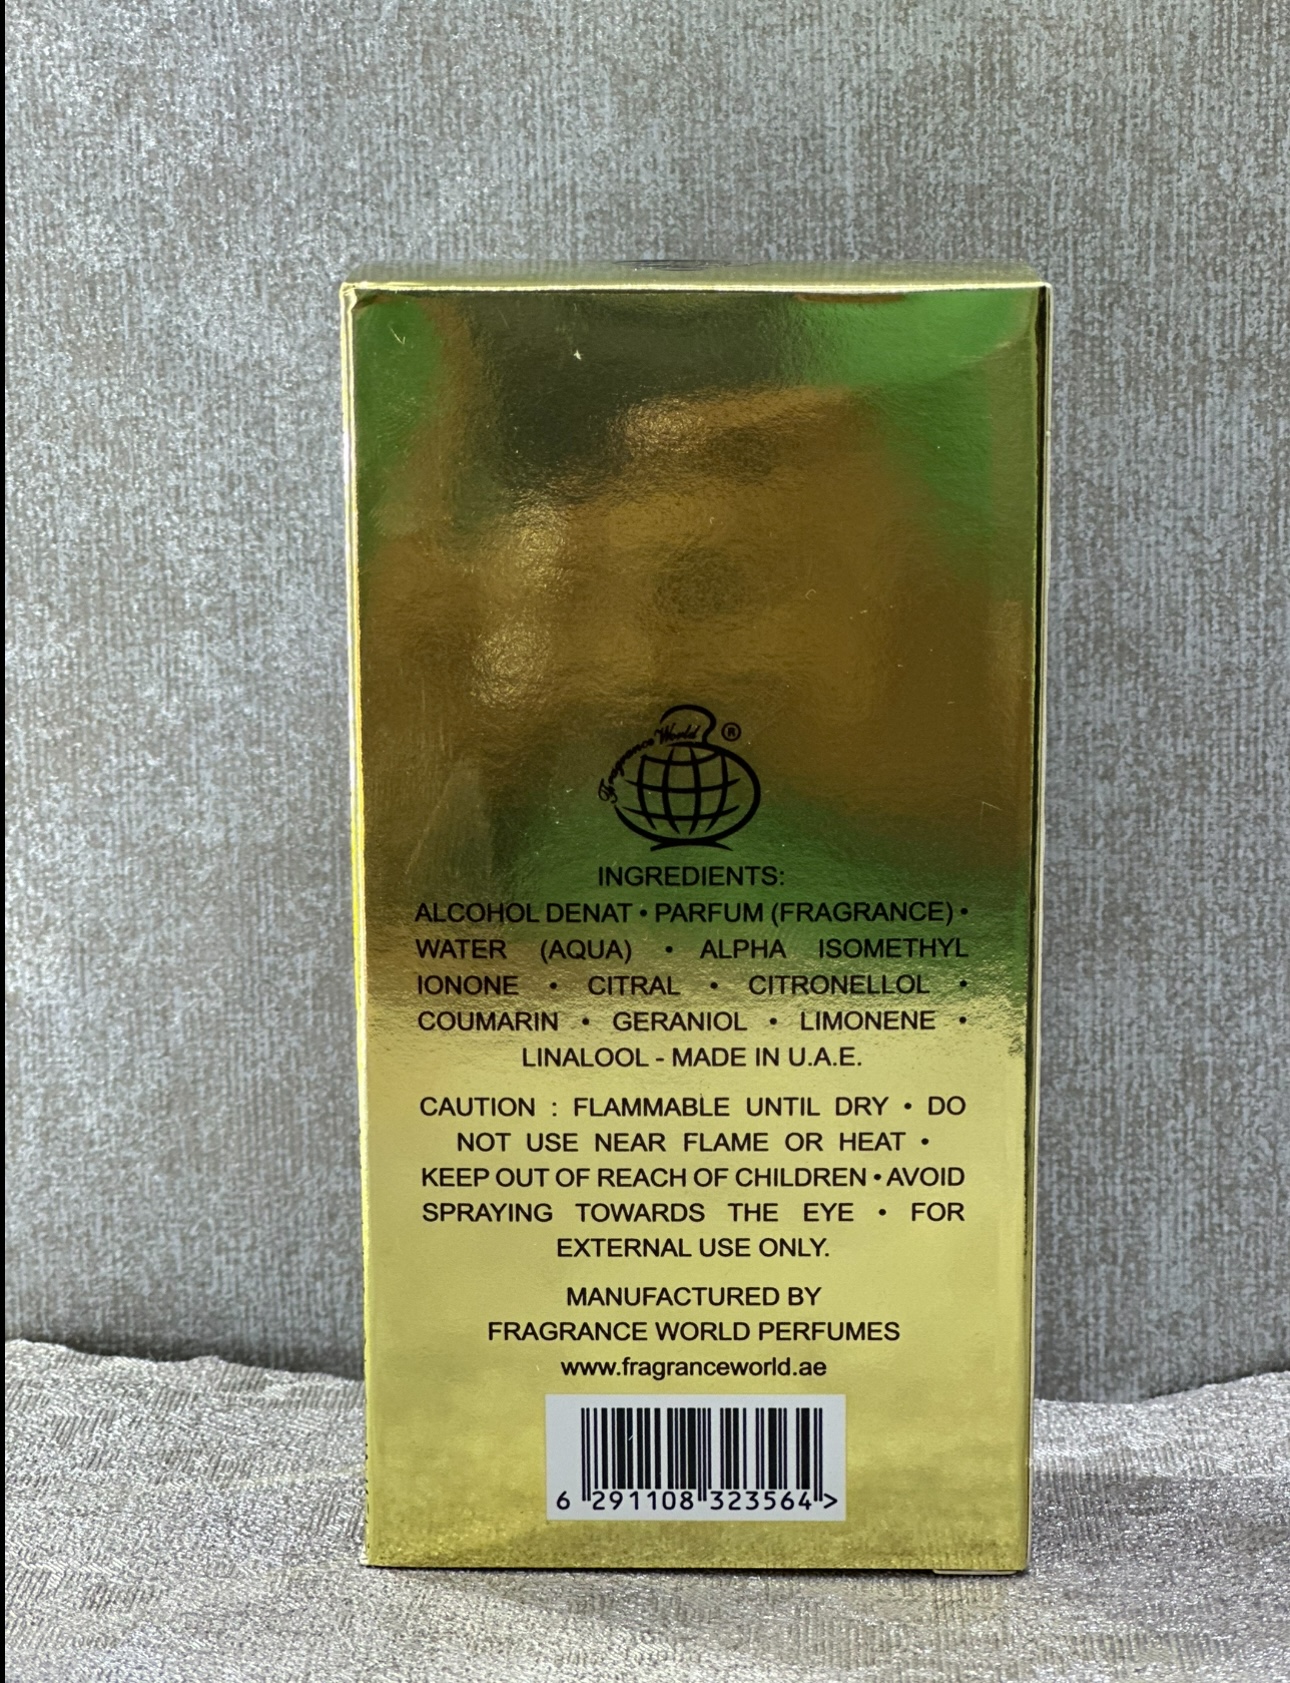 Fragrance World ®
INGREDIENTS:
ALCOHOL DENAT • PARFUM (FRAGRANCE) •
WATER (AQUA) • ALPHA ISOMETHYL
IONONE • CITRAL • CITRONELLOL •
COUMARIN • GERANIOL • LIMONENE •
LINALOOL - MADE IN U.A.E.
CAUTION : FLAMMABLE UNTIL DRY • DO
NOT USE NEAR FLAME OR HEAT •
KEEP OUT OF REACH OF CHILDREN • AVOID
SPRAYING TOWARDS THE EYE • FOR
EXTERNAL USE ONLY.
MANUFACTURED BY
FRAGRANCE WORLD PERFUMES
www.fragranceworld.ae
6 291108 323564 >